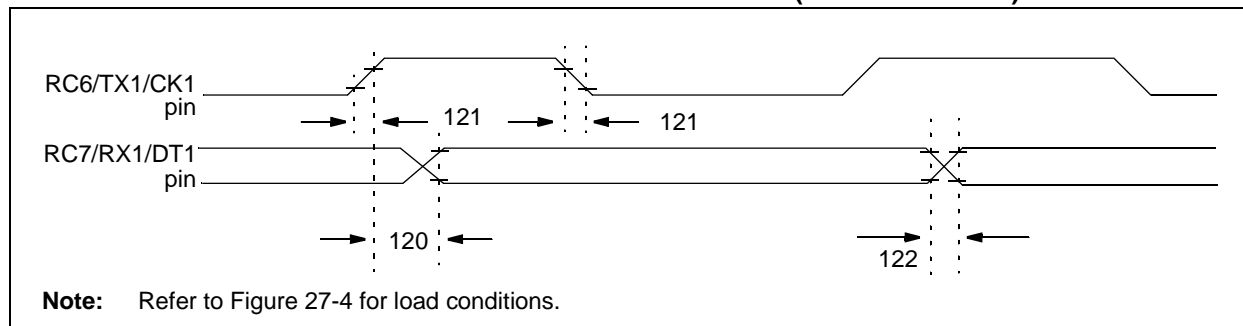 RC6/TX1/CK1
pin
121
121
RC7/RX1/DT1
pin
120
122
Note: Refer to Figure 27-4 for load conditions.